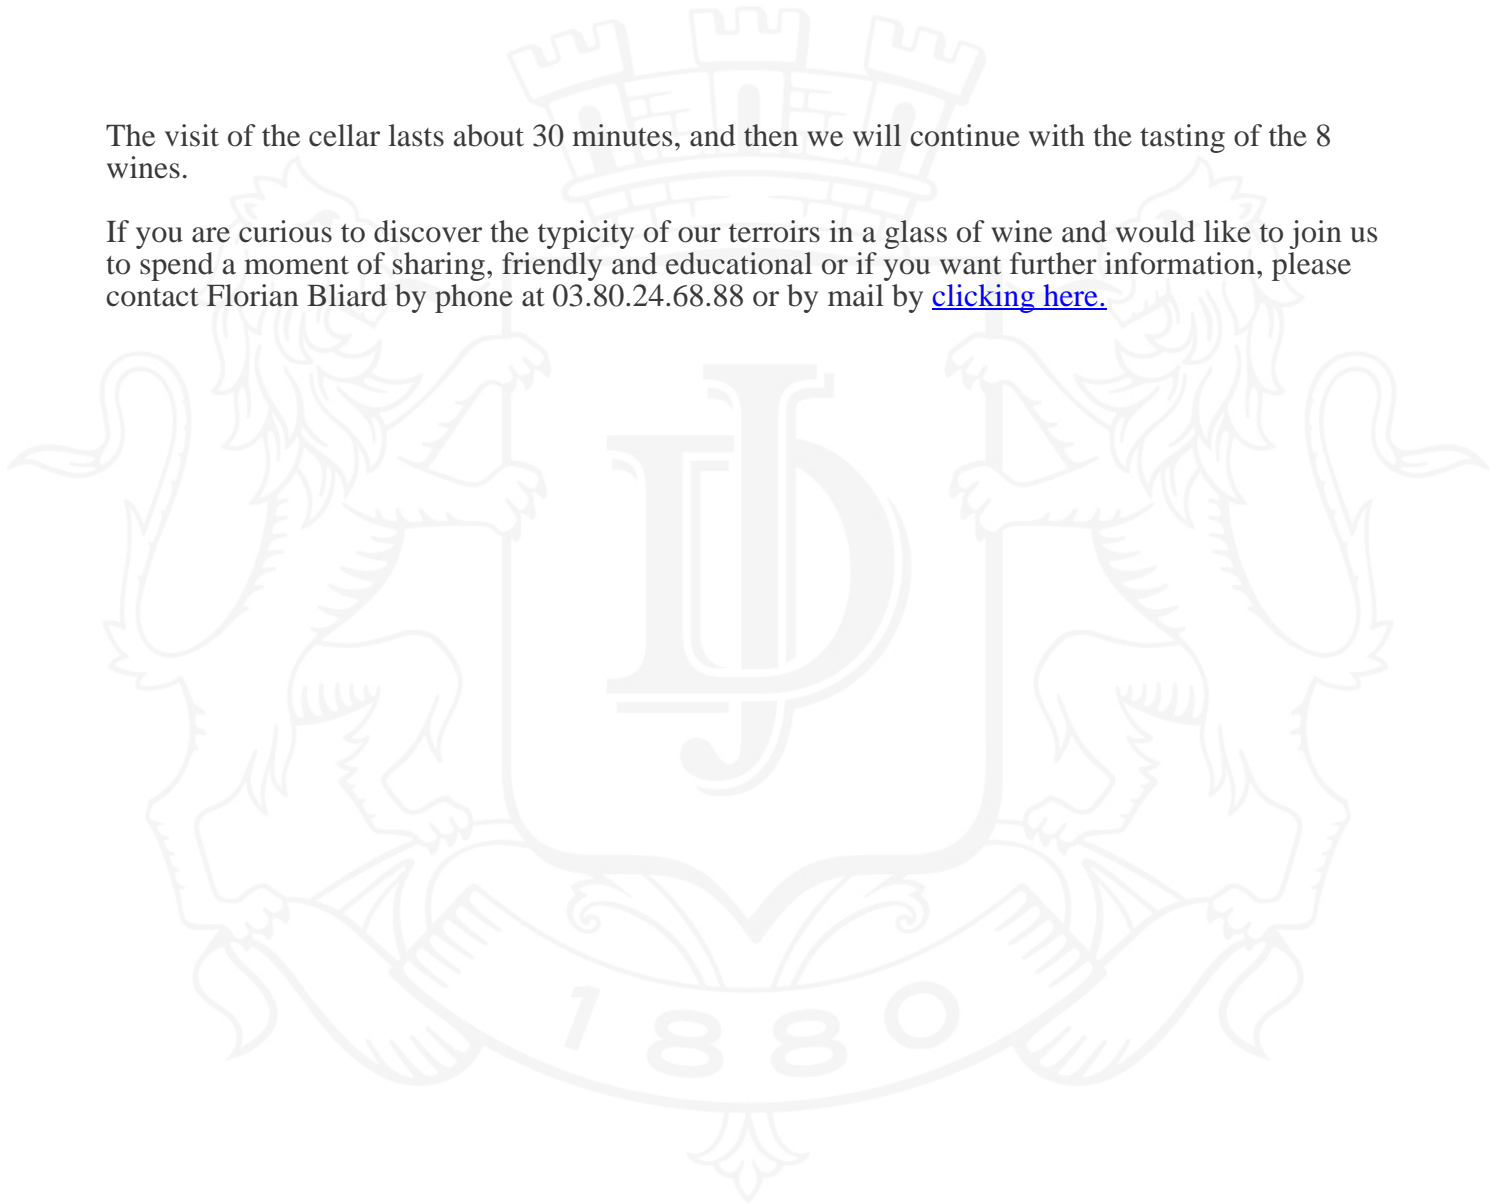 The visit of the cellar lasts about 30 minutes, and then we will continue with the tasting of the 8
wines.
If you are curious to discover the typicity of our terroirs in a glass of wine and would like to join us
to spend a moment of sharing, friendly and educational or if you want further information, please
contact Florian Bliard by phone at 03.80.24.68.88 or by mail by clicking here.
JD
1880